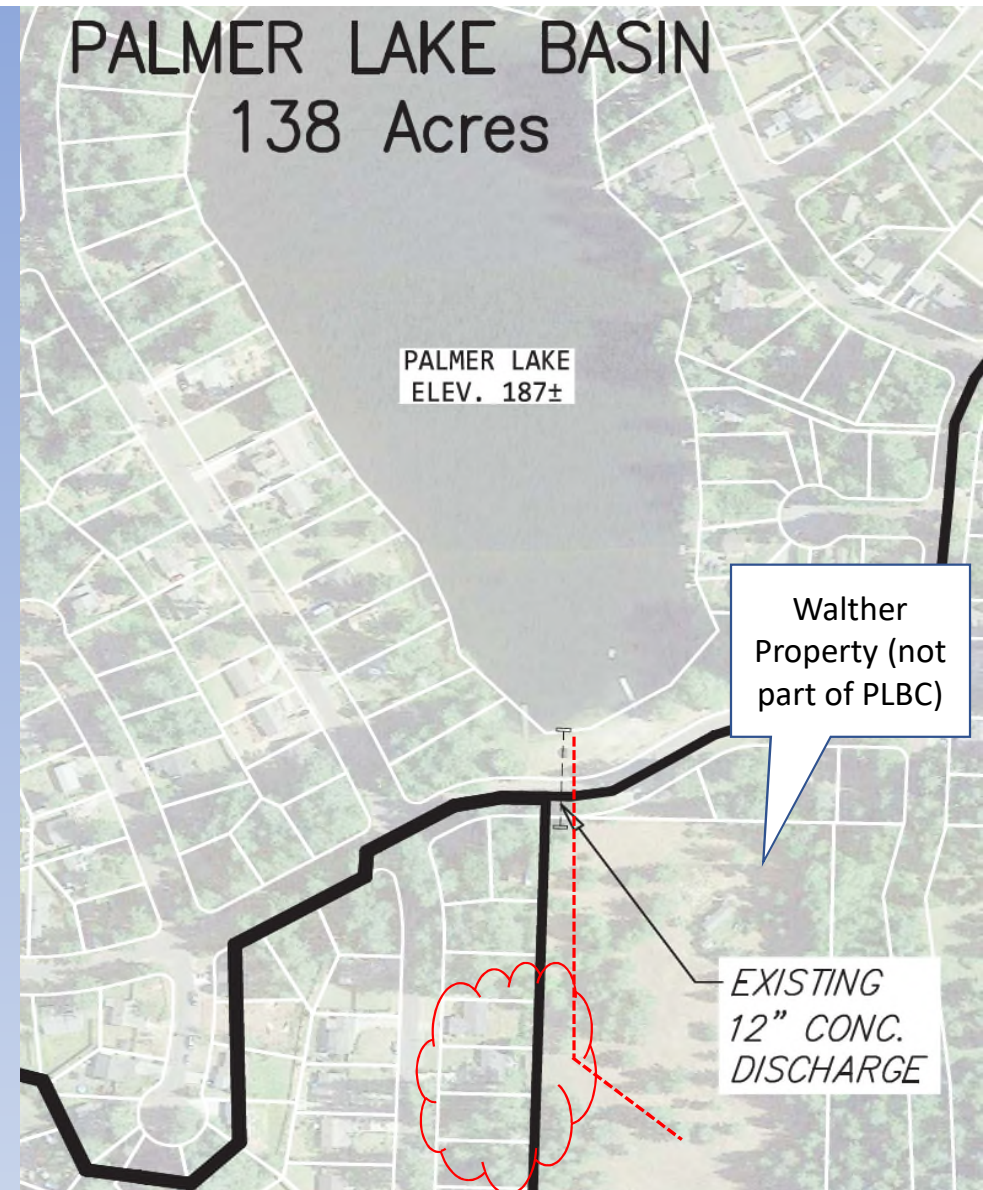 PALMER LAKE BASIN
138 Acres
PALMER LAKE
ELEV. 187±
Walther
Property (not
part of PLBC)
EXISTING
12" CONC.
DISCHARGE